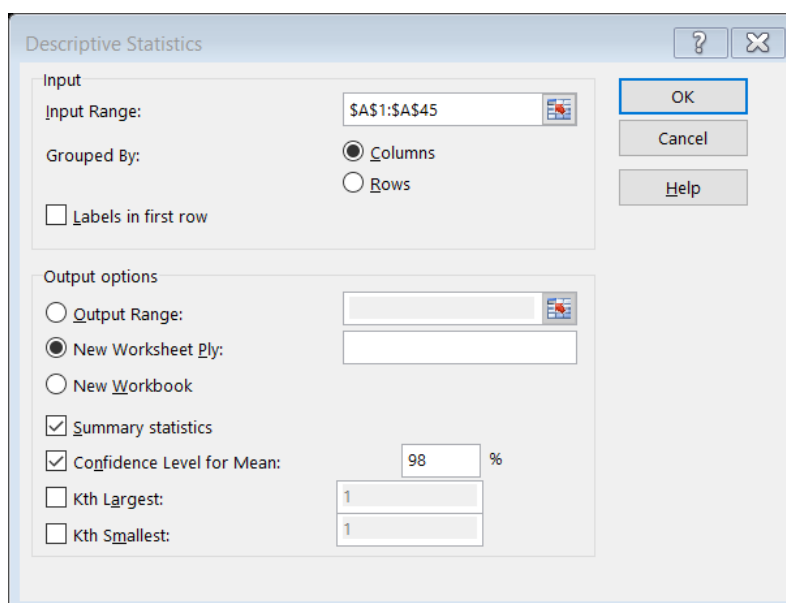 Descriptive Statistics
Input
Input Range: $A$1:$A$45
Grouped By: Columns
Rows
Labels in first row
OK
Cancel
Help
Output options
Output Range:
New Worksheet Ply:
New Workbook
Summary statistics
Confidence Level for Mean: 98 %
Kth Largest: 1
Kth Smallest: 1